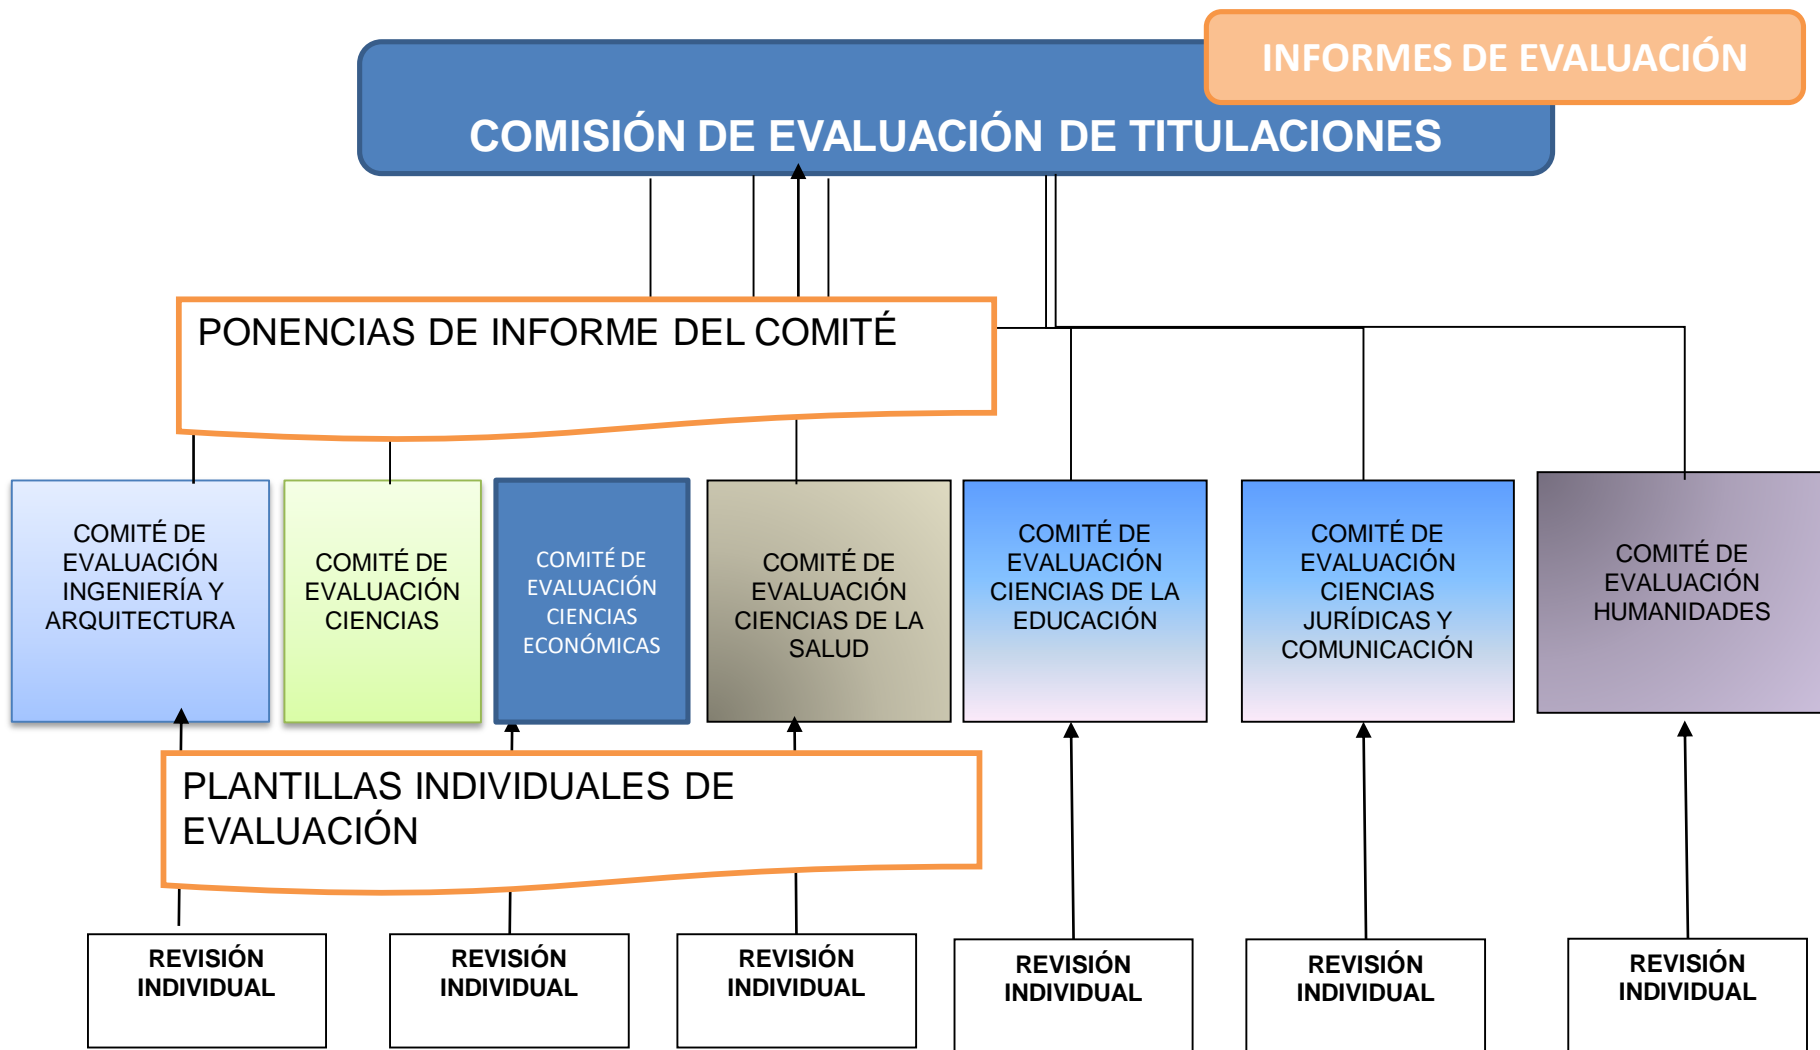 INFORMES DE EVALUACIÓN
COMISIÓN DE EVALUACIÓN DE TITULACIONES
PONENCIAS DE INFORME DEL COMITÉ
COMITÉ DE
EVALUACIÓN
INGENIERÍA Y
ARQUITECTURA
COMITÉ DE
EVALUACIÓN
CIENCIAS
COMITÉ DE
EVALUACIÓN
CIENCIAS
ECONÓMICAS
COMITÉ DE
EVALUACIÓN
CIENCIAS DE LA
SALUD
COMITÉ DE
EVALUACIÓN
CIENCIAS DE LA
EDUCACIÓN
COMITÉ DE
EVALUACIÓN
CIENCIAS
JURÍDICAS Y
COMUNICACIÓN
COMITÉ DE
EVALUACIÓN
HUMANIDADES
PLANTILLAS INDIVIDUALES DE
EVALUACIÓN
REVISIÓN
INDIVIDUAL
REVISIÓN
INDIVIDUAL
REVISIÓN
INDIVIDUAL
REVISIÓN
INDIVIDUAL
REVISIÓN
INDIVIDUAL
REVISIÓN
INDIVIDUAL